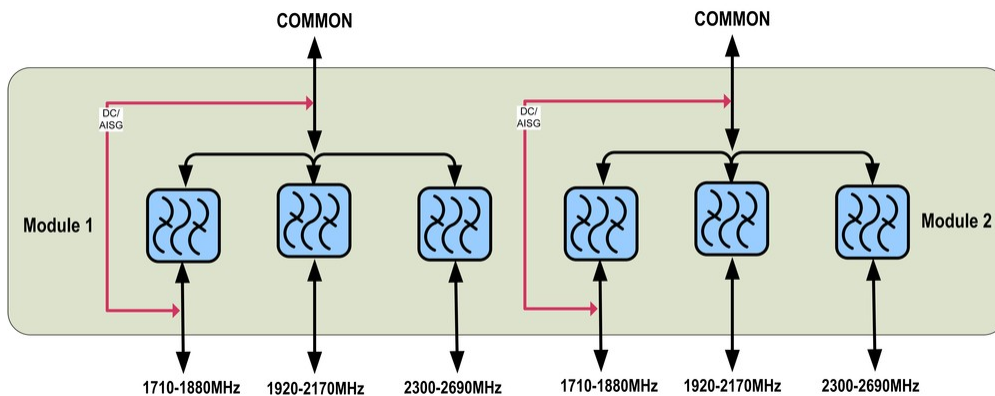 COMMON
COMMON
DC/
AISG
DC/
AISG
Module 1
Module 2
1710-1880MHz
1920-2170MHz
2300-2690MHz
1710-1880MHz
1920-2170MHz
2300-2690MHz